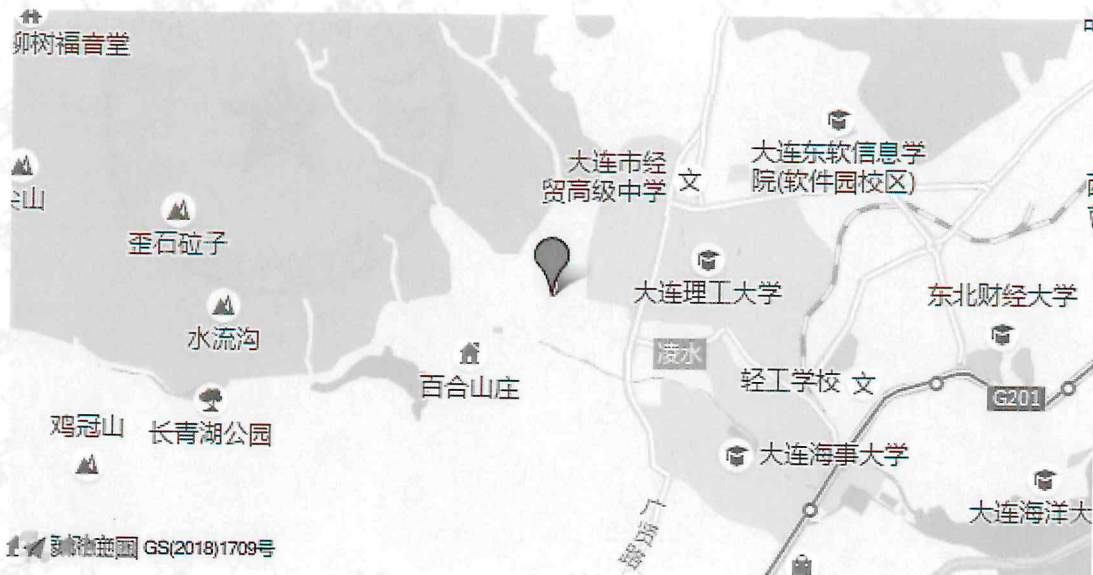 柳树福音堂
尖山
歪石砬子
水流沟
鸡冠山
长青湖公园
百合山庄
大连市经
贸高级中学
文
大连东软信息学
院(软件园校区)
大连理工大学
东北财经大学
凌水
轻工学校
文
G201
大连海事大学
大连海洋大
GS(2018)1709号